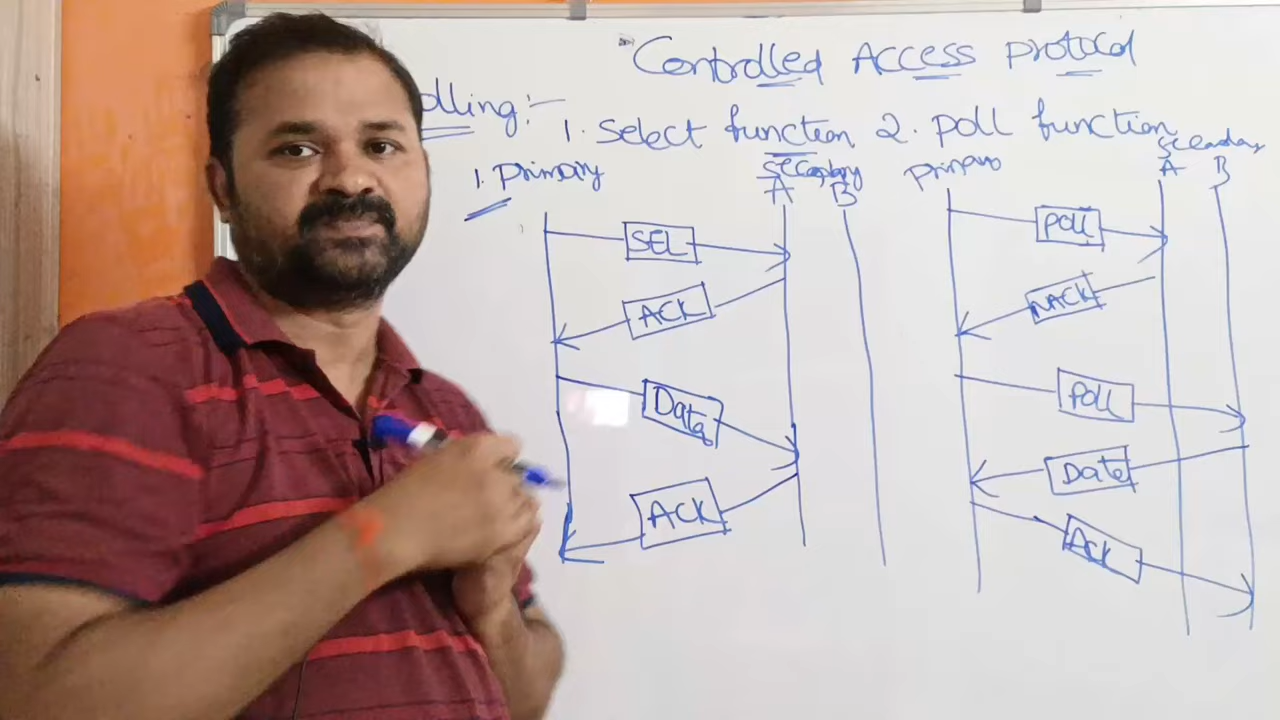 Controlled Access protocol
olling:- 1. Select function 2. poll function
1. primary secondary primary secondary
A B A B
SEL poll
ACK NACK
Data poll
Data
ACK Ack